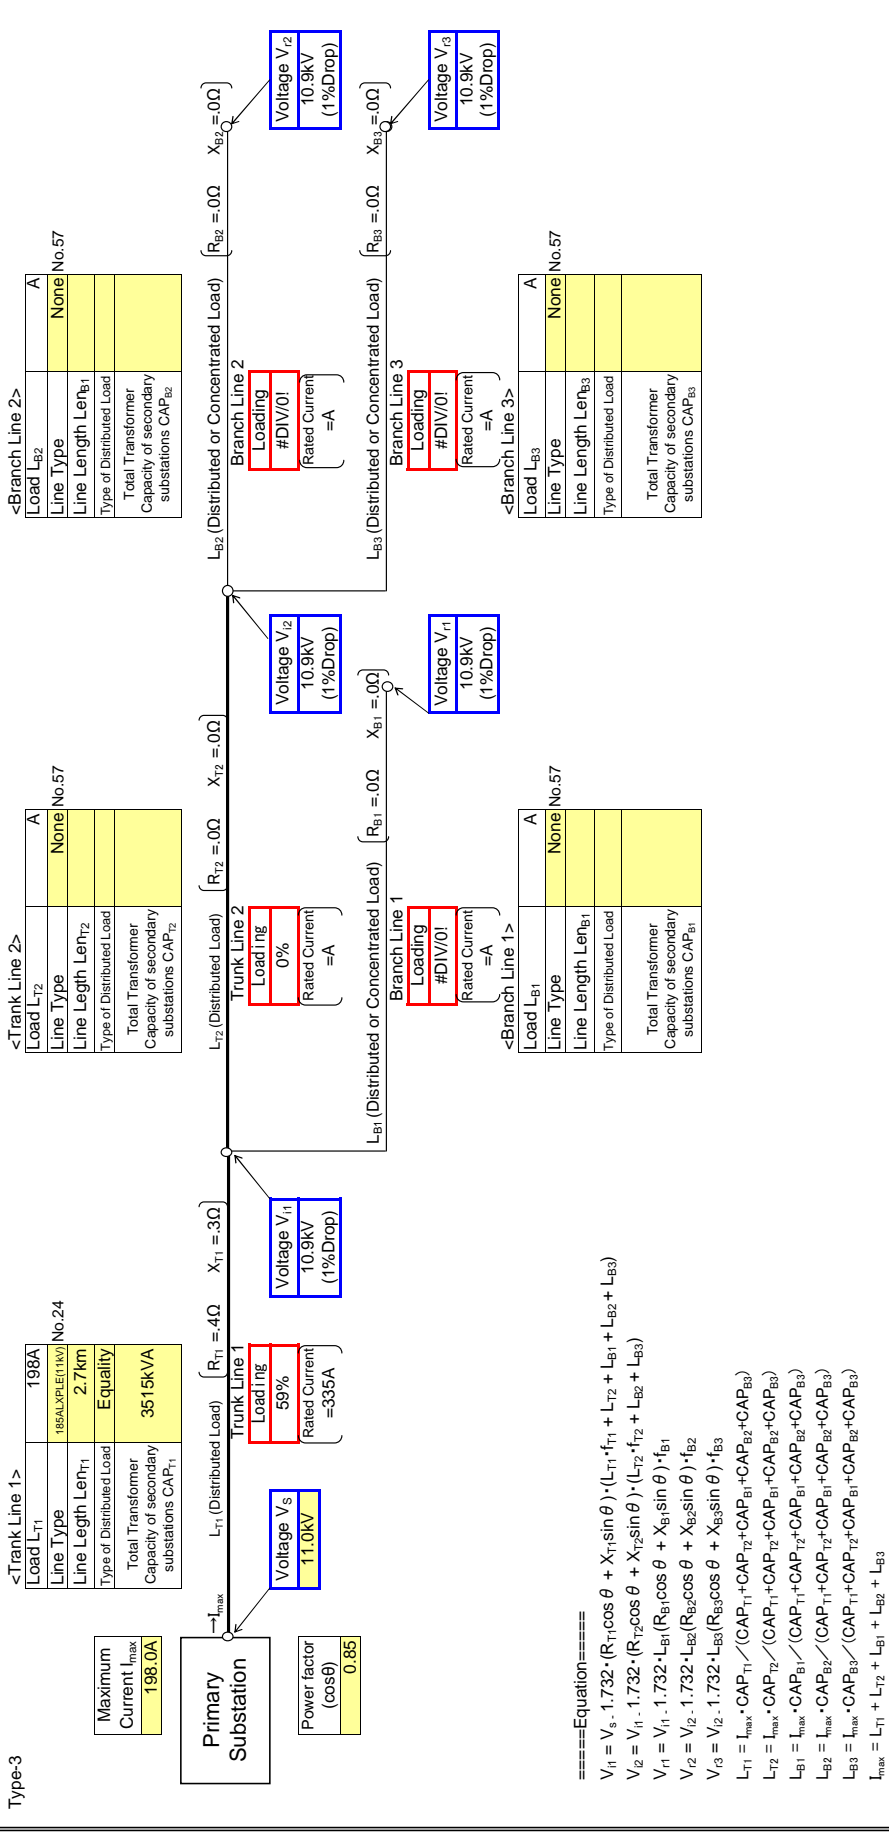 Type-3
Maximum
Current Imax
198.0A
Primary
Substation
Power factor
(cosθ)
0.85
→Imax
Voltage VS
11.0kV
<Trank Line 1>
Load LT1 198A
Line Type 185ALXPLE(11kV) No.24
Line Legth LenT1 2.7km
Type of Distributed Load Equality
Total Transformer
Capacity of secondary
substations CAPT1
3515kVA
LT1 (Distributed Load)
RT1 =.4Ω XT1 =.3Ω
Trunk Line 1
Loading
59%
Rated Current
=335A
Voltage Vi1
10.9kV
(1%Drop)
<Trank Line 2>
Load LT2 A
Line Type None No.57
Line Legth LenT2
Type of Distributed Load
Total Transformer
Capacity of secondary
substations CAPT2
LT2 (Distributed Load)
RT2 =.0Ω XT2 =.0Ω
Trunk Line 2
Loading
0%
Rated Current
=A
Voltage Vi2
10.9kV
(1%Drop)
LB1 (Distributed or Concentrated Load)
RB1 =.0Ω XB1 =.0Ω
Branch Line 1
Loading
#DIV/0!
Rated Current
=A
Voltage Vr1
10.9kV
(1%Drop)
<Branch Line 1>
Load LB1 A
Line Type None No.57
Line Length LenB1
Type of Distributed Load
Total Transformer
Capacity of secondary
substations CAPB1
<Branch Line 2>
Load LB2 A
Line Type None No.57
Line Length LenB1
Type of Distributed Load
Total Transformer
Capacity of secondary
substations CAPB2
LB2 (Distributed or Concentrated Load)
RB2 =.0Ω XB2 =.0Ω
Branch Line 2
Loading
#DIV/0!
Rated Current
=A
Voltage Vr2
10.9kV
(1%Drop)
LB3 (Distributed or Concentrated Load)
RB3 =.0Ω XB3 =.0Ω
Branch Line 3
Loading
#DIV/0!
Rated Current
=A
Voltage Vr3
10.9kV
(1%Drop)
<Branch Line 3>
Load LB3 A
Line Type None No.57
Line Length LenB3
Type of Distributed Load
Total Transformer
Capacity of secondary
substations CAPB3
=====Equation=====
Vi1 = Vs - 1.732・(RT1cosθ + XT1sinθ)・(LT1・fT1 + LT2 + LB1 + LB2 + LB3)
Vi2 = Vi1 - 1.732・(RT2cosθ + XT2sinθ)・(LT2・fT2 + LB2 + LB3)
Vr1 = Vi1 - 1.732・LB1(RB1cosθ + XB1sinθ)・fB1
Vr2 = Vi2 - 1.732・LB2(RB2cosθ + XB2sinθ)・fB2
Vr3 = Vi2 - 1.732・LB3(RB3cosθ + XB3sinθ)・fB3
LT1 = Imax・CAPT1／(CAPT1+CAPT2+CAPB1+CAPB2+CAPB3)
LT2 = Imax・CAPT2／(CAPT1+CAPT2+CAPB1+CAPB2+CAPB3)
LB1 = Imax・CAPB1／(CAPT1+CAPT2+CAPB1+CAPB2+CAPB3)
LB2 = Imax・CAPB2／(CAPT1+CAPT2+CAPB1+CAPB2+CAPB3)
LB3 = Imax・CAPB3／(CAPT1+CAPT2+CAPB1+CAPB2+CAPB3)
Imax = LT1 + LT2 + LB1 + LB2 + LB3